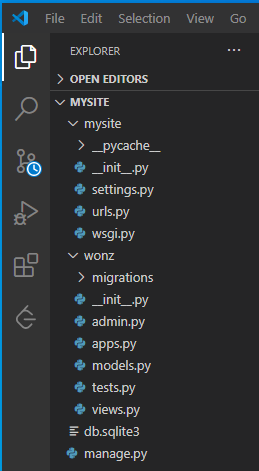 File Edit Selection View Go
EXPLORER
OPEN EDITORS
MYSITE
mysite
__pycache__
__init__.py
settings.py
urls.py
wsgi.py
wonz
migrations
__init__.py
admin.py
apps.py
models.py
tests.py
views.py
db.sqlite3
manage.py